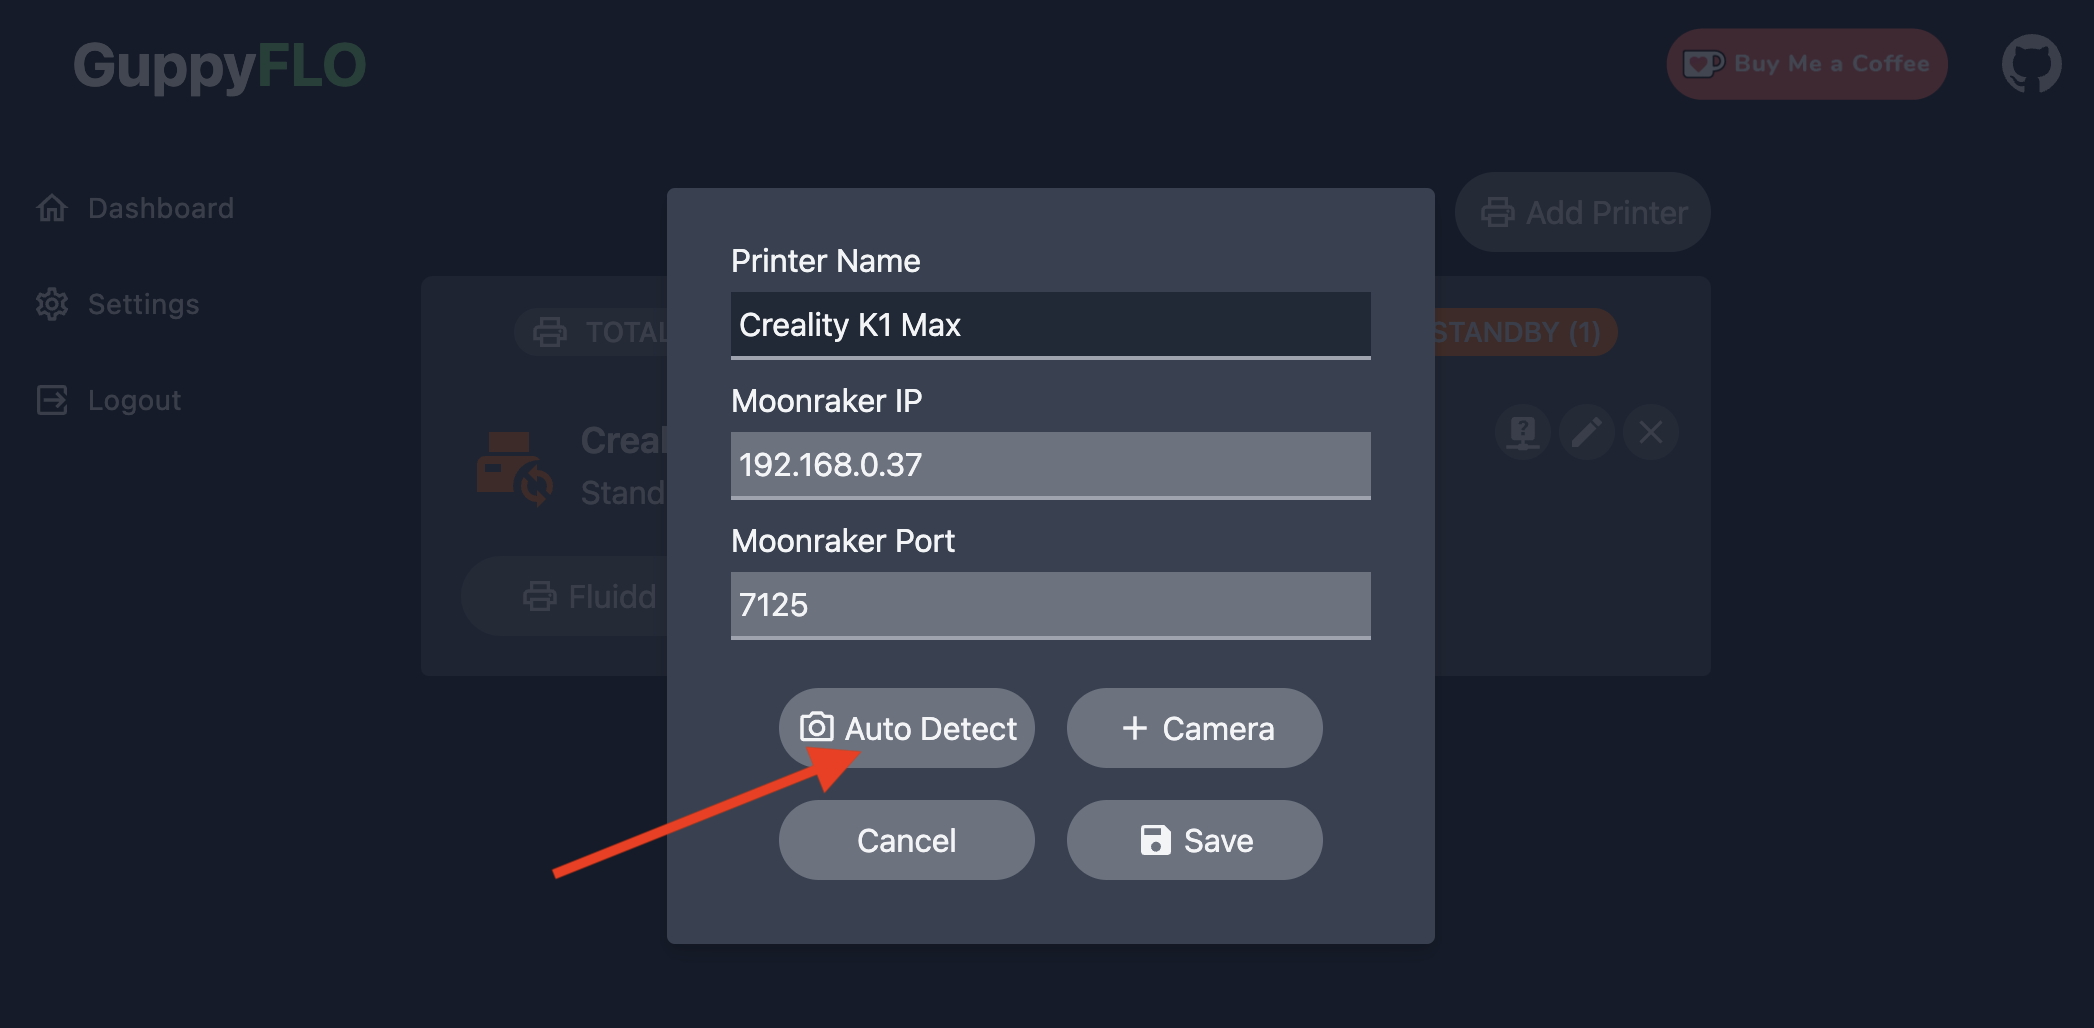 GuppyFLO
Buy Me a Coffee
Dashboard
Settings
Logout
Add Printer
TOTAL
STANDBY (1)
Creal
Stand
Fluidd
Printer Name
Creality K1 Max
Moonraker IP
192.168.0.37
Moonraker Port
7125
Auto Detect
+ Camera
Cancel
Save